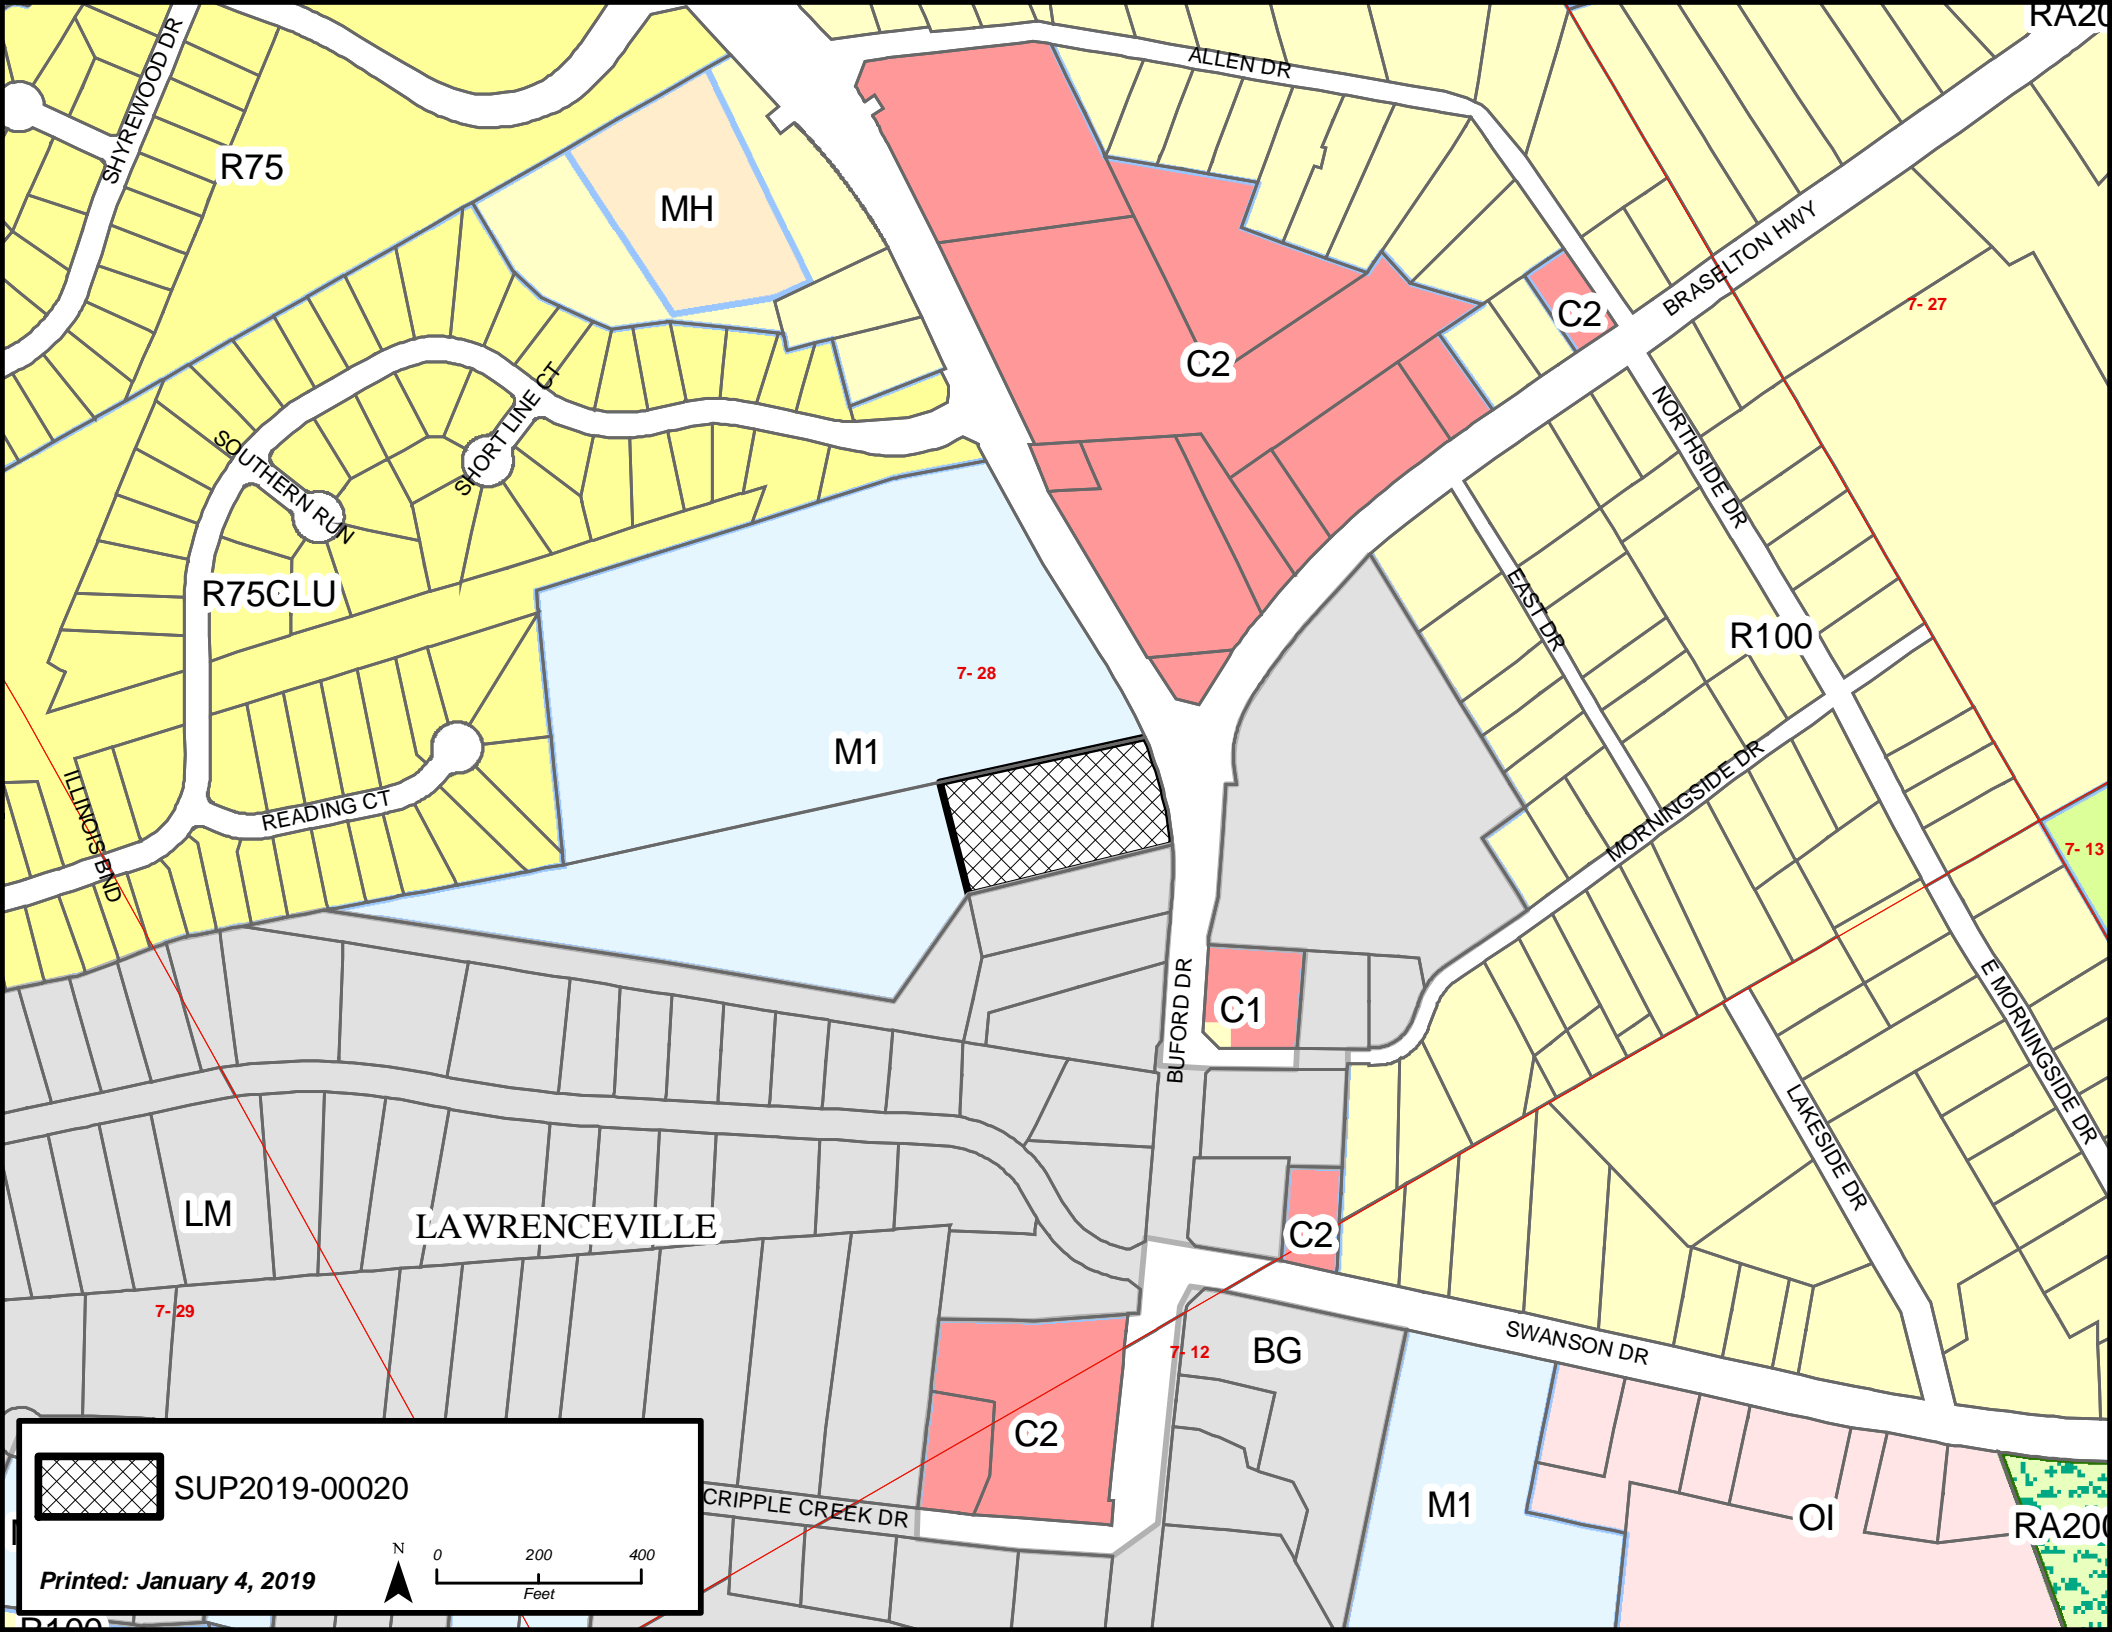 RA20
ALLEN DR
SHYREWOOD DR
R75
MH
BRASELTON HWY
7- 27
C2
C2
SHORT LINE CT
SOUTHERN RUN
NORTHSIDE DR
R75CLU
EAST DR
R100
7- 28
M1
MORNINGSIDE DR
ILLINOIS BND
READING CT
7- 13
BUFORD DR
C1
E MORNINGSIDE DR
LAKESIDE DR
LM
LAWRENCEVILLE
C2
7- 29
SWANSON DR
7- 12
BG
C2
CRIPPLE CREEK DR
M1
OI
RA200
SUP2019-00020
N
0 200 400
Feet
Printed: January 4, 2019
R100